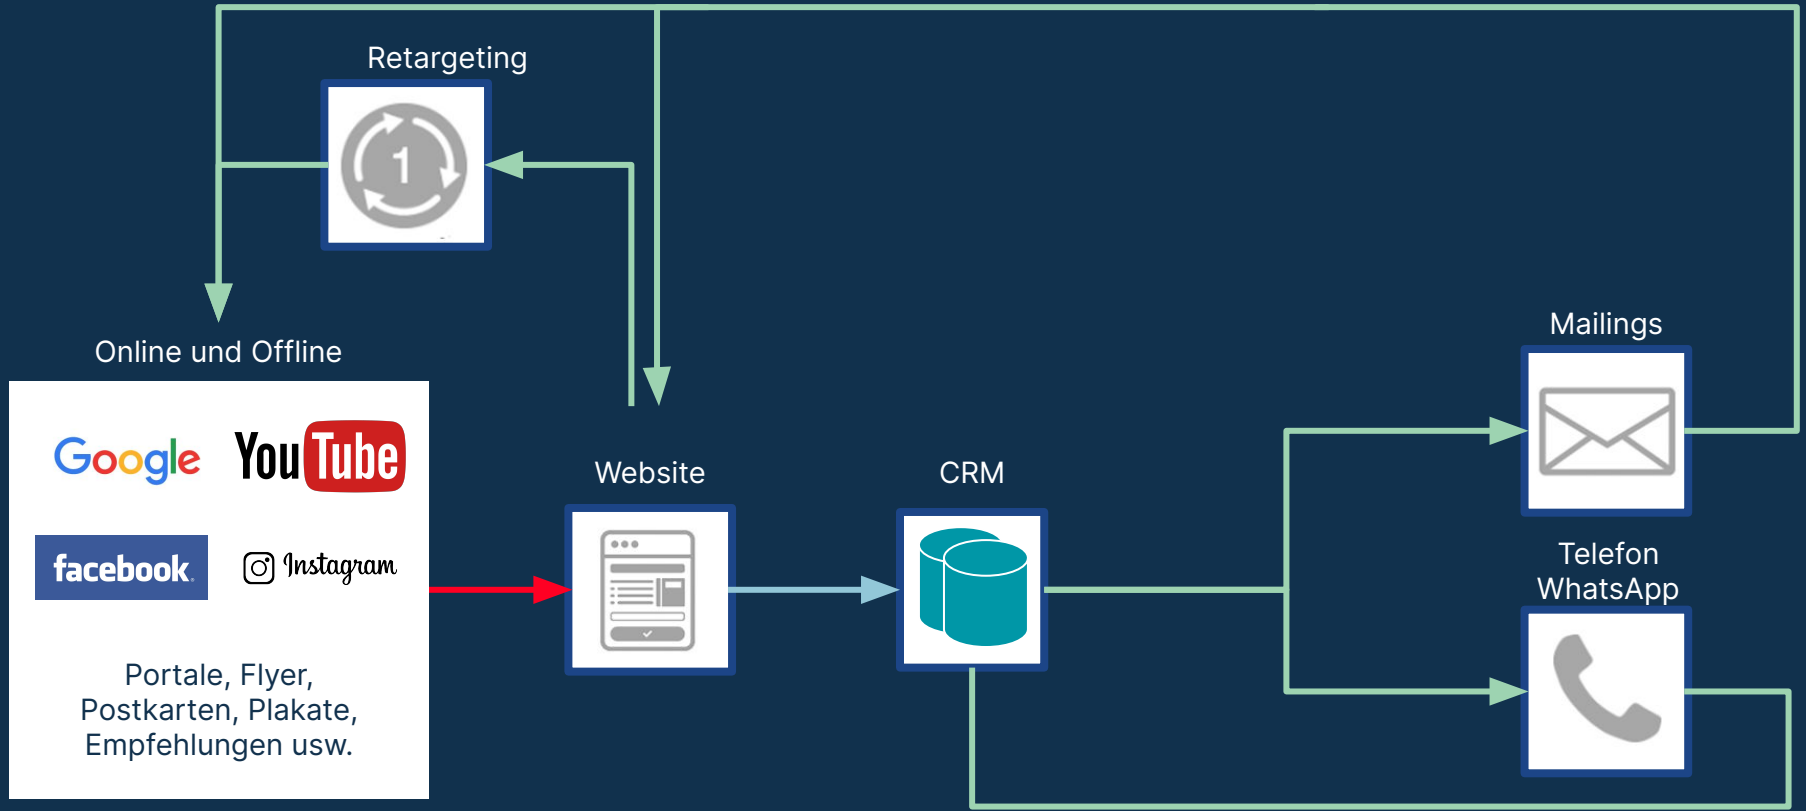 Retargeting
1
Online und Offline
Google
YouTube
facebook
Instagram
Portale, Flyer,
Postkarten, Plakate,
Empfehlungen usw.
Website
CRM
Mailings
Telefon
WhatsApp